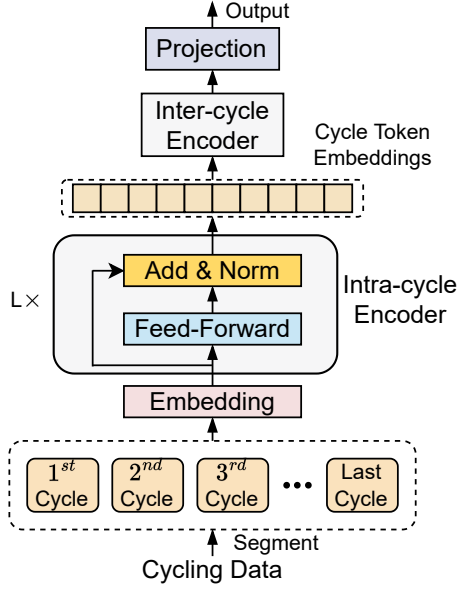 Output
Projection
Inter-cycle
Encoder
Cycle Token
Embeddings
Add & Norm
L×
Intra-cycle
Encoder
Feed-Forward
Embedding
1st
Cycle
2nd
Cycle
3rd
Cycle
•••
Last
Cycle
Segment
Cycling Data